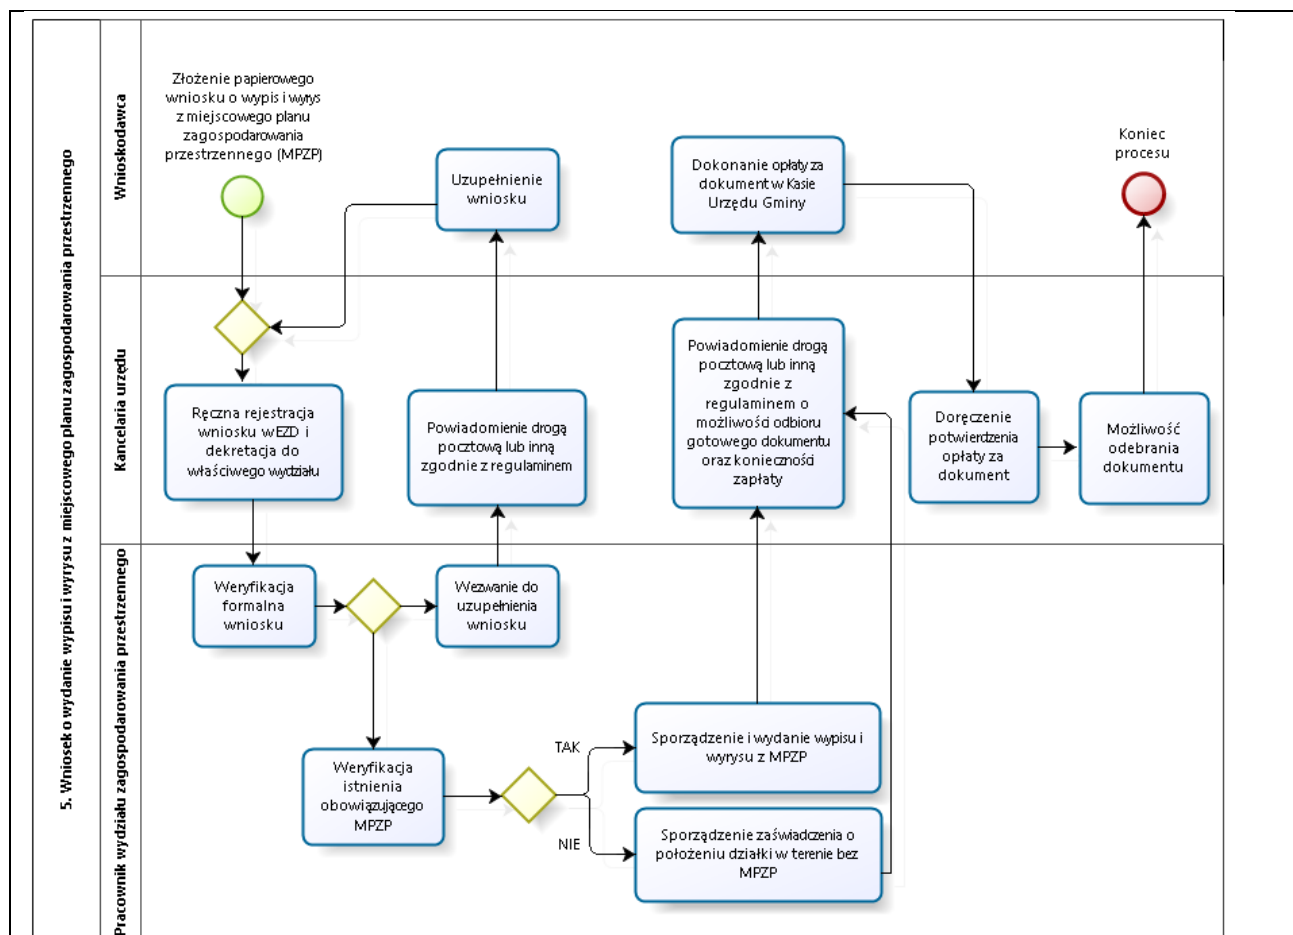 5. Wniosek o wydanie wypisu i wyrysu z miejscowego planu zagospodarowania przestrzennego
Wnioskodawca
Złożenie papierowego
wniosku o wypis i wyrys
z miejscowego planu
zagospodarowania
przestrzennego (MPZP)
Uzupełnienie
wniosku
Dokonanie opłaty za
dokument w Kasie
Urzędu Gminy
Koniec
procesu
Kancelaria urzędu
Ręczna rejestracja
wniosku w EZD i
dekretacja do
właściwego wydziału
Powiadomienie drogą
pocztową lub inną
zgodnie z regulaminem
Powiadomienie drogą
pocztową lub inną
zgodnie z
regulaminem o
możliwości odbioru
gotowego dokumentu
oraz konieczności
zapłaty
Doręczenie
potwierdzenia
opłaty za
dokument
Możliwość
odebrania
dokumentu
Pracownik wydziału zagospodarowania przestrzennego
Weryfikacja
formalna
wniosku
Wezwanie do
uzupełnienia
wniosku
Weryfikacja
istnienia
obowiązującego
MPZP
TAK
Sporządzenie i wydanie wypisu i
wyrysu z MPZP
NIE
Sporządzenie zaświadczenia o
położeniu działki w terenie bez
MPZP